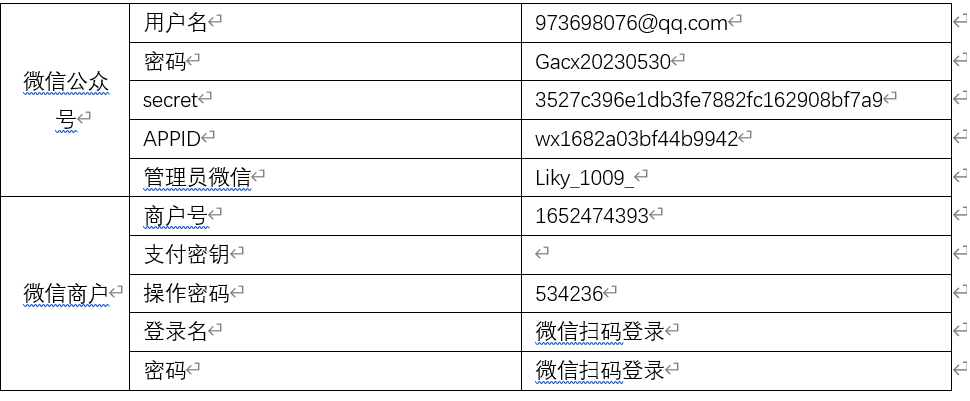 微信公众号
用户名 973698076@qq.com
密码 Gacx20230530
secret 3527c396e1db3fe7882fc162908bf7a9
APPID wx1682a03bf44b9942
管理员微信 Liky_1009_
微信商户
商户号 1652474393
支付密钥
操作密码 534236
登录名 微信扫码登录
密码 微信扫码登录